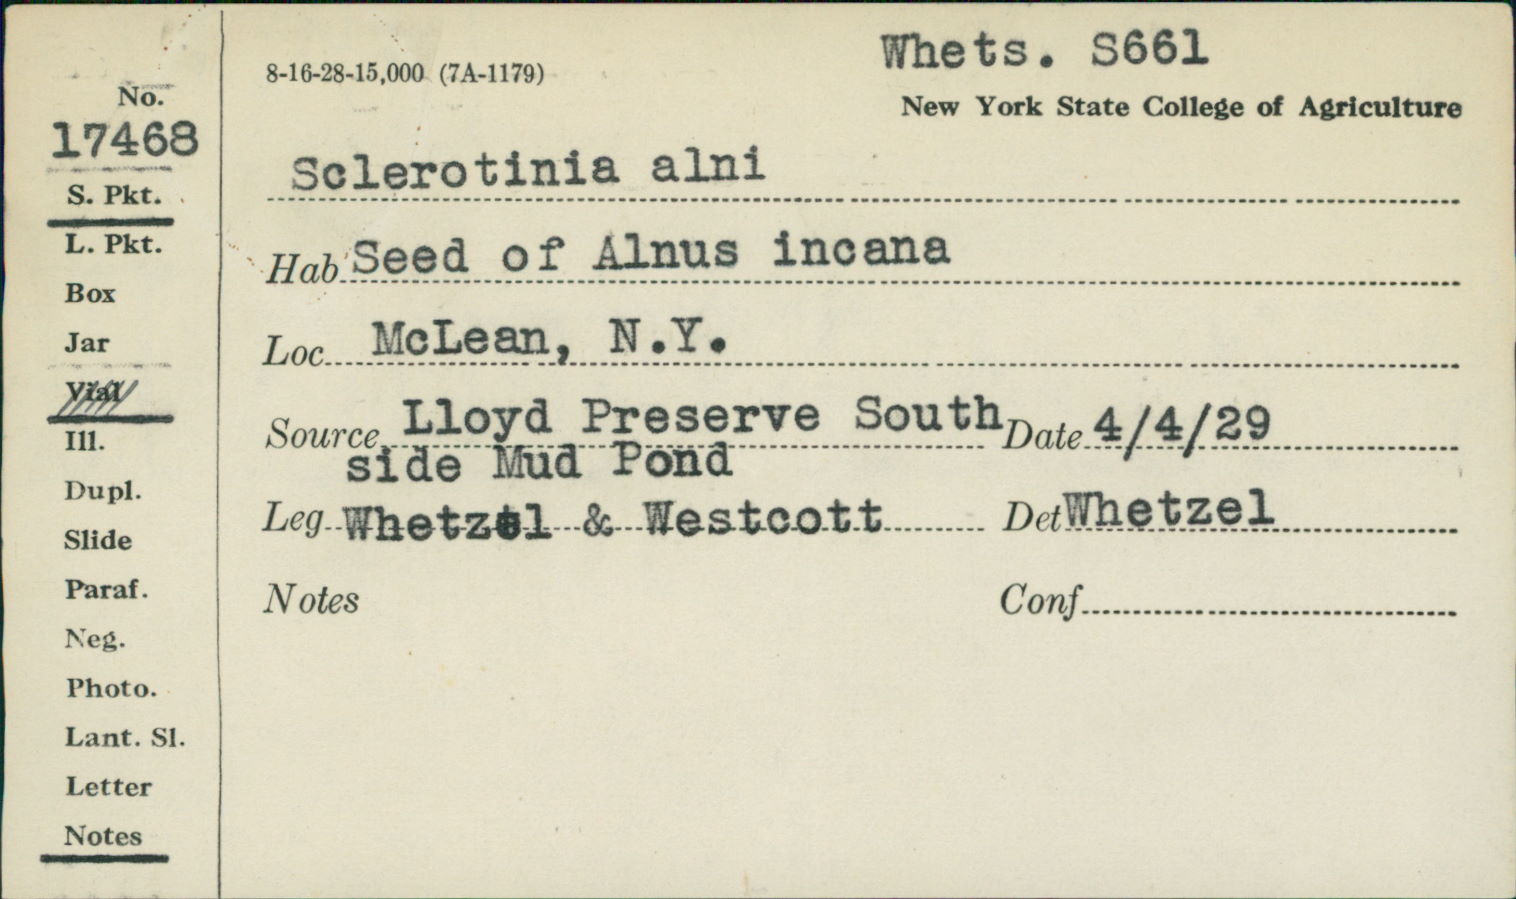 No.
17468
S. Pkt.
L. Pkt.
Box
Jar
Vial
Ill.
Dupl.
Slide
Paraf.
Neg.
Photo.
Lant. Sl.
Letter
Notes
8-16-28-15,000 (7A-1179)
Whets. S661
New York State College of Agriculture
Sclerotinia alni
Hab Seed of Alnus incana
Loc McLean, N.Y.
Source Lloyd Preserve South Date 4/4/29
side Mud Pond
Leg Whetzel & Westcott Det Whetzel
Notes Conf